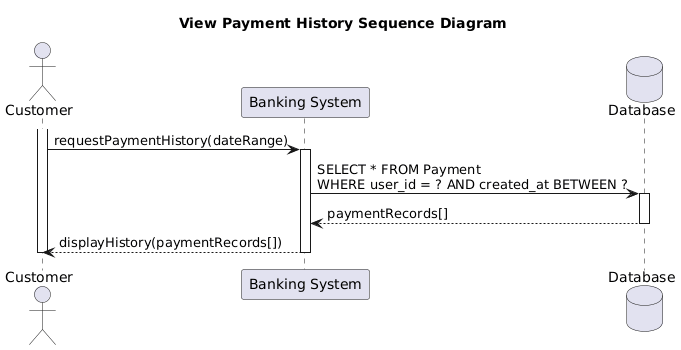 View Payment History Sequence Diagram
Customer
Banking System
Database
requestPaymentHistory(dateRange)
SELECT * FROM Payment
WHERE user_id = ? AND created_at BETWEEN ?
paymentRecords[]
displayHistory(paymentRecords[])
Customer
Banking System
Database